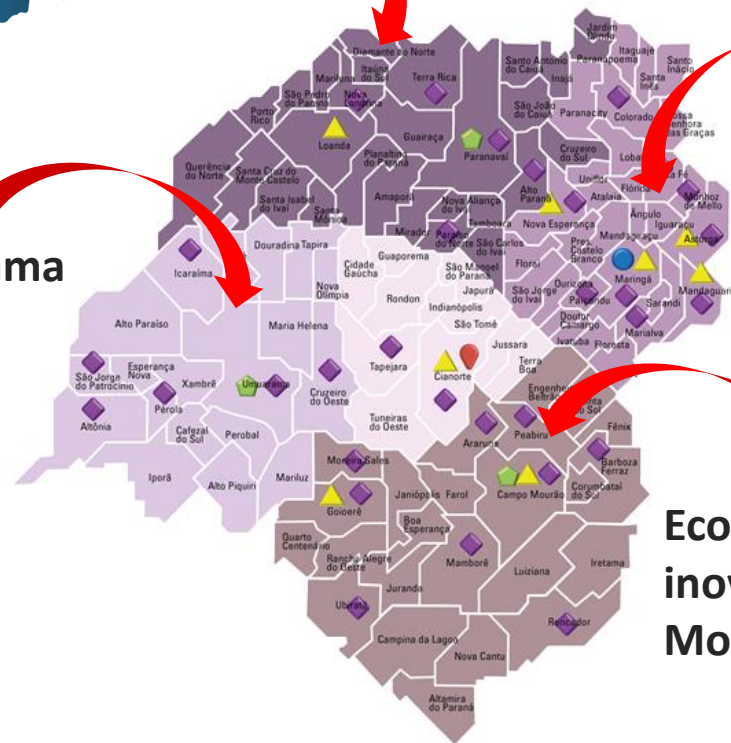 Jardim
Olinda
Diamante do Norte
Itaúna
do Sul
Terra Rica
Santo Antônio
do Caiuá
Paranapoema
Itaguajé
Santo
Inácio
Santa
Inês
Inajá
Marilena
São Pedro
do Paraná
Nova
Londrina
Porto
Rico
Loanda
Guairaça
Planaltina
do Paraná
Paranavaí
São João
do Caiuá
Paranacity
Colorado
Nossa
Senhora
das Graças
Cruzeiro
do Sul
Lobato
Querência
do Norte
Santa Cruz do
Monte Castelo
Santa Isabel
do Ivaí
Santa
Mônica
Amaporã
Mirador
Nova Aliança
do Ivaí
Alto
Paraná
Uniflor
Flórida
Atalaia
Munhoz
de Mello
Tamboara
Nova Esperança
Ângulo
Iguaraçu
Astorga
Mandaguaçu
Paraíso
do Norte
São Carlos
do Ivaí
Pres.
Castelo
Branco
Maringá
Mandaguari
Floraí
São Jorge
do Ivaí
Ourizona
Paiçandu
Sarandi
Marialva
Doutor
Camargo
Ivatuba
Floresta
ama
Icaraíma
Douradina
Tapira
Cidade
Gaúcha
Guaporema
São Manoel
do Paraná
Japurá
Nova
Olímpia
Rondon
Indianópolis
São Tomé
Alto Paraíso
Maria Helena
Jussara
Terra
Boa
São Jorge
do Patrocínio
Esperança
Nova
Xambrê
Umuarama
Tapejara
Cianorte
Cruzeiro
do Oeste
Altônia
Pérola
Cafezal
do Sul
Perobal
Tuneiras
do Oeste
Engenheiro
Beltrão
Peabiru
Fênix
Araruna
Iporã
Alto Piquiri
Mariluz
Moreira Sales
Goioerê
Janiópolis
Farol
Campo Mourão
Barboza
Ferraz
Corumbataí
do Sul
Boa
Esperança
Quarto
Centenário
Rancho Alegre
do Oeste
Mamborê
Luiziana
Iretama
Juranda
Ubiratã
Roncador
Campina da Lagoa
Nova Cantu
Altamira
do Paraná
Eco
inov
Mo